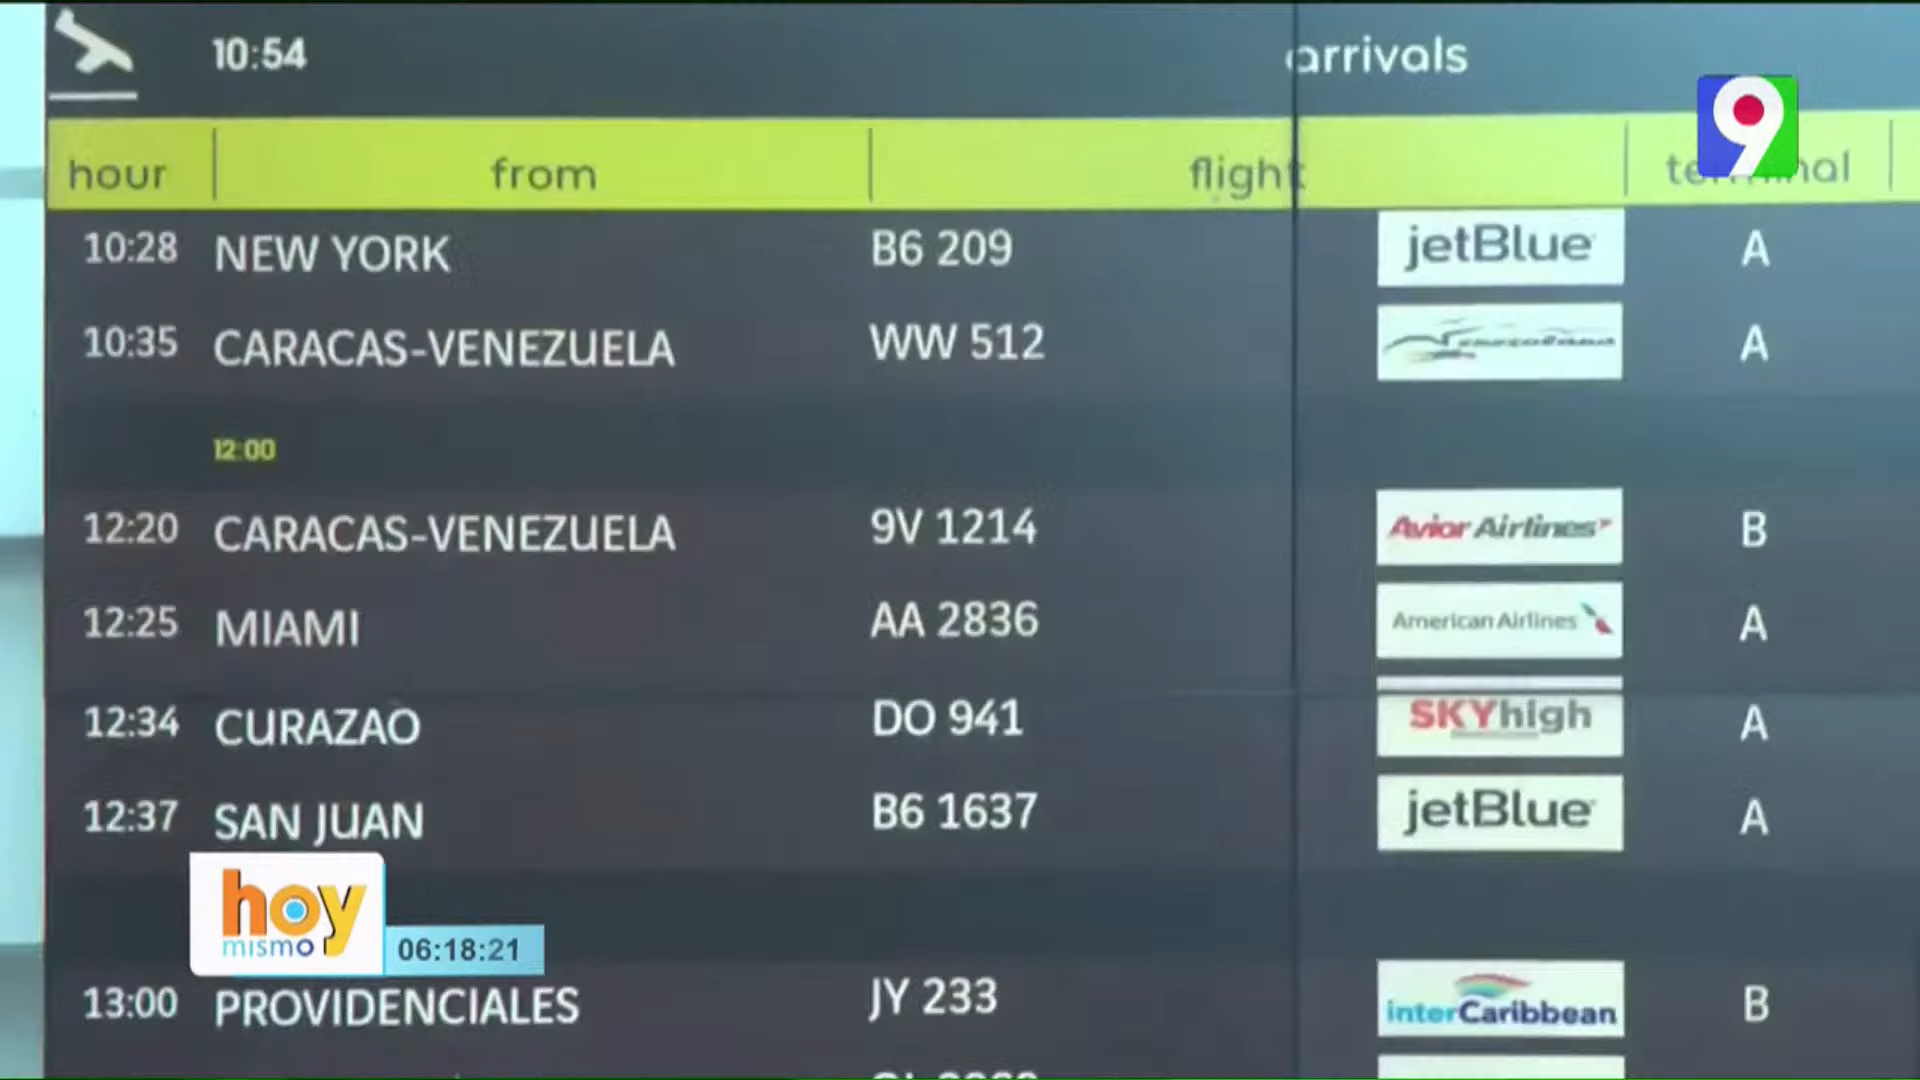 10:54 arrivals
9
hour from flight terminal
10:28 NEW YORK B6 209 jetBlue A
10:35 CARACAS-VENEZUELA WW 512 A
12:00
12:20 CARACAS-VENEZUELA 9V 1214 Avior Airlines B
12:25 MIAMI AA 2836 American Airlines A
12:34 CURAZAO DO 941 SKYhigh A
12:37 SAN JUAN B6 1637 jetBlue A
hoy
mismo 06:18:21
13:00 PROVIDENCIALES JY 233 interCaribbean B